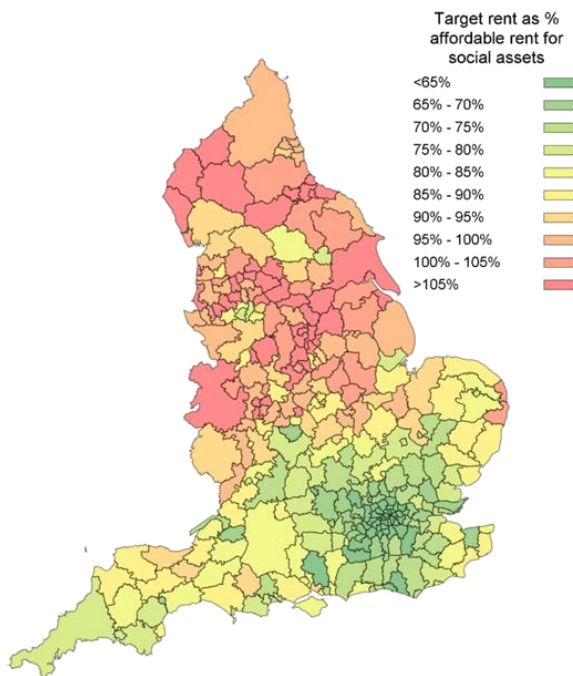 Target rent as %
affordable rent for
social assets
<65%
65% - 70%
70% - 75%
75% - 80%
80% - 85%
85% - 90%
90% - 95%
95% - 100%
100% - 105%
>105%